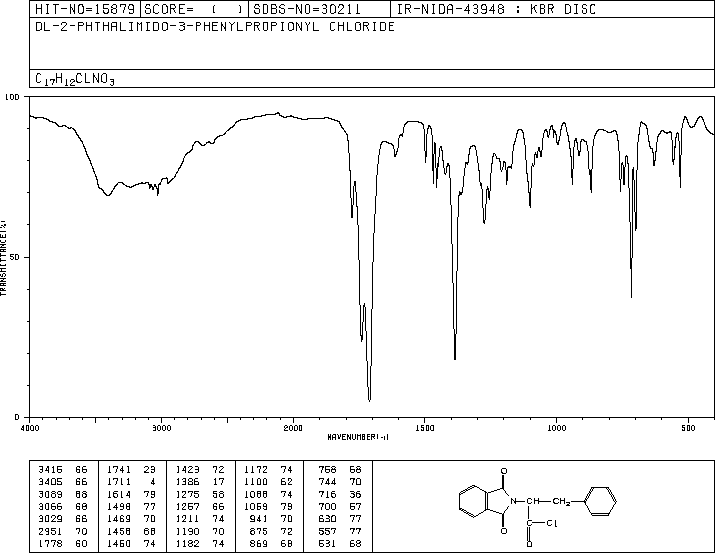 HIT-NO=15879 SCORE= ( ) SDBS-NO=30211 IR-NIDA-43948 : KBR DISC
DL-2-PHTHALIMIDO-3-PHENYLPROPIONYL CHLORIDE
C17H12CLNO3
100
50
0
TRANSMITTANCE(%)
4000 3000 2000 1500 1000 500
WAVENUMBER(-1)
3415 66 1741 23 1423 72 1172 74 758 68
3405 66 1711 4 1386 17 1100 62 744 70
3089 68 1614 79 1275 58 1088 74 716 36
3066 68 1498 77 1257 66 1059 79 700 57
3029 66 1469 70 1211 74 941 70 630 77
2951 70 1458 68 1190 70 875 72 557 77
1778 60 1450 74 1182 74 869 68 531 68
O
N CH CH2
C Cl
O O